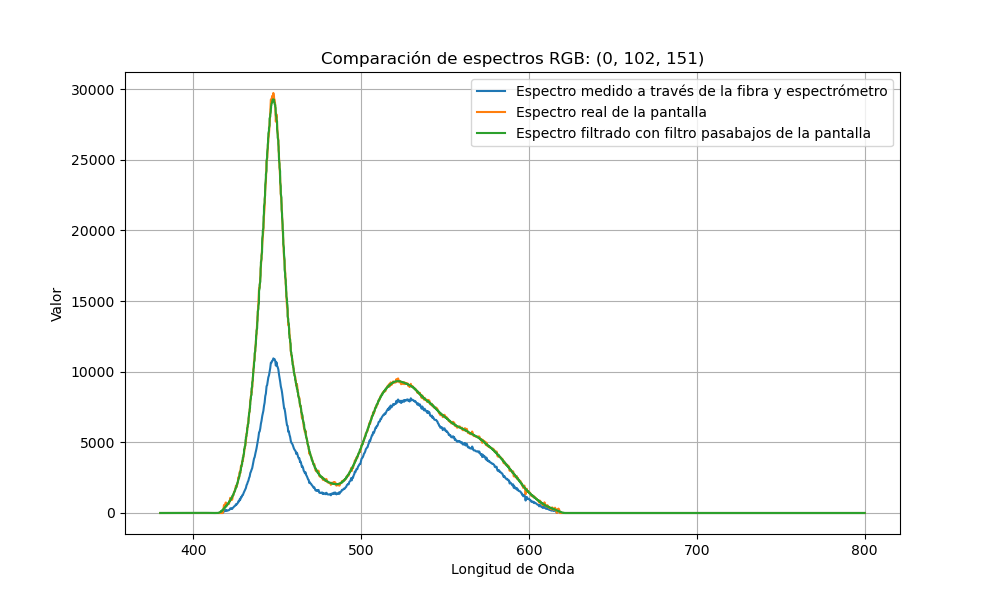 Comparación de espectros RGB: (0, 102, 151)
Espectro medido a través de la fibra y espectrómetro
Espectro real de la pantalla
Espectro filtrado con filtro pasabajos de la pantalla
30000
25000
20000
15000
10000
5000
0
Valor
400 500 600 700 800
Longitud de Onda